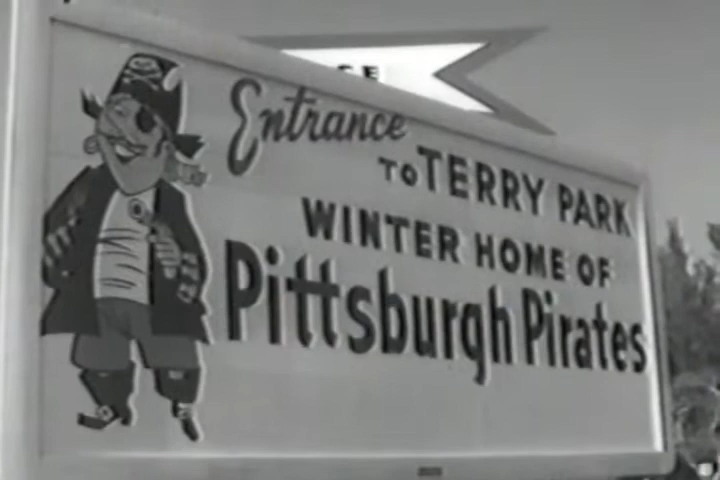 Entrance
TO TERRY PARK
WINTER HOME OF
Pittsburgh Pirates